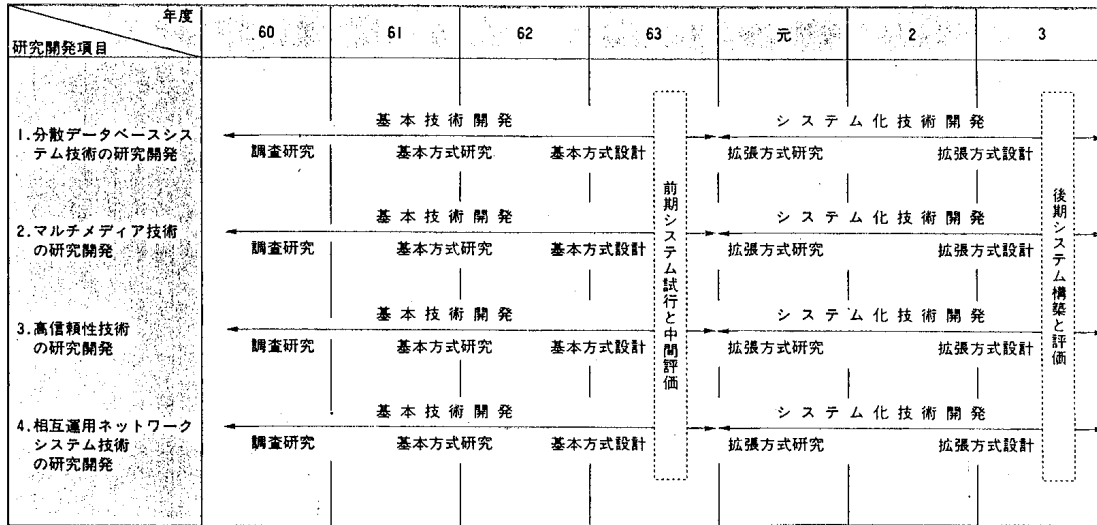 年度
研究開発項目
60 61 62 63 元 2 3
基本技術開発 システム化技術開発
1.分散データベースシス
テム技術の研究開発
調査研究 基本方式研究 基本方式設計 拡張方式研究 拡張方式設計
基本技術開発 システム化技術開発
2.マルチメディア技術
の研究開発
調査研究 基本方式研究 基本方式設計 拡張方式研究 拡張方式設計
基本技術開発 システム化技術開発
3.高信頼性技術
の研究開発
調査研究 基本方式研究 基本方式設計 拡張方式研究 拡張方式設計
基本技術開発 システム化技術開発
4.相互運用ネットワーク
システム技術
の研究開発
調査研究 基本方式研究 基本方式設計 拡張方式研究 拡張方式設計
前期システム試行と中間評価
後期システム構築と評価